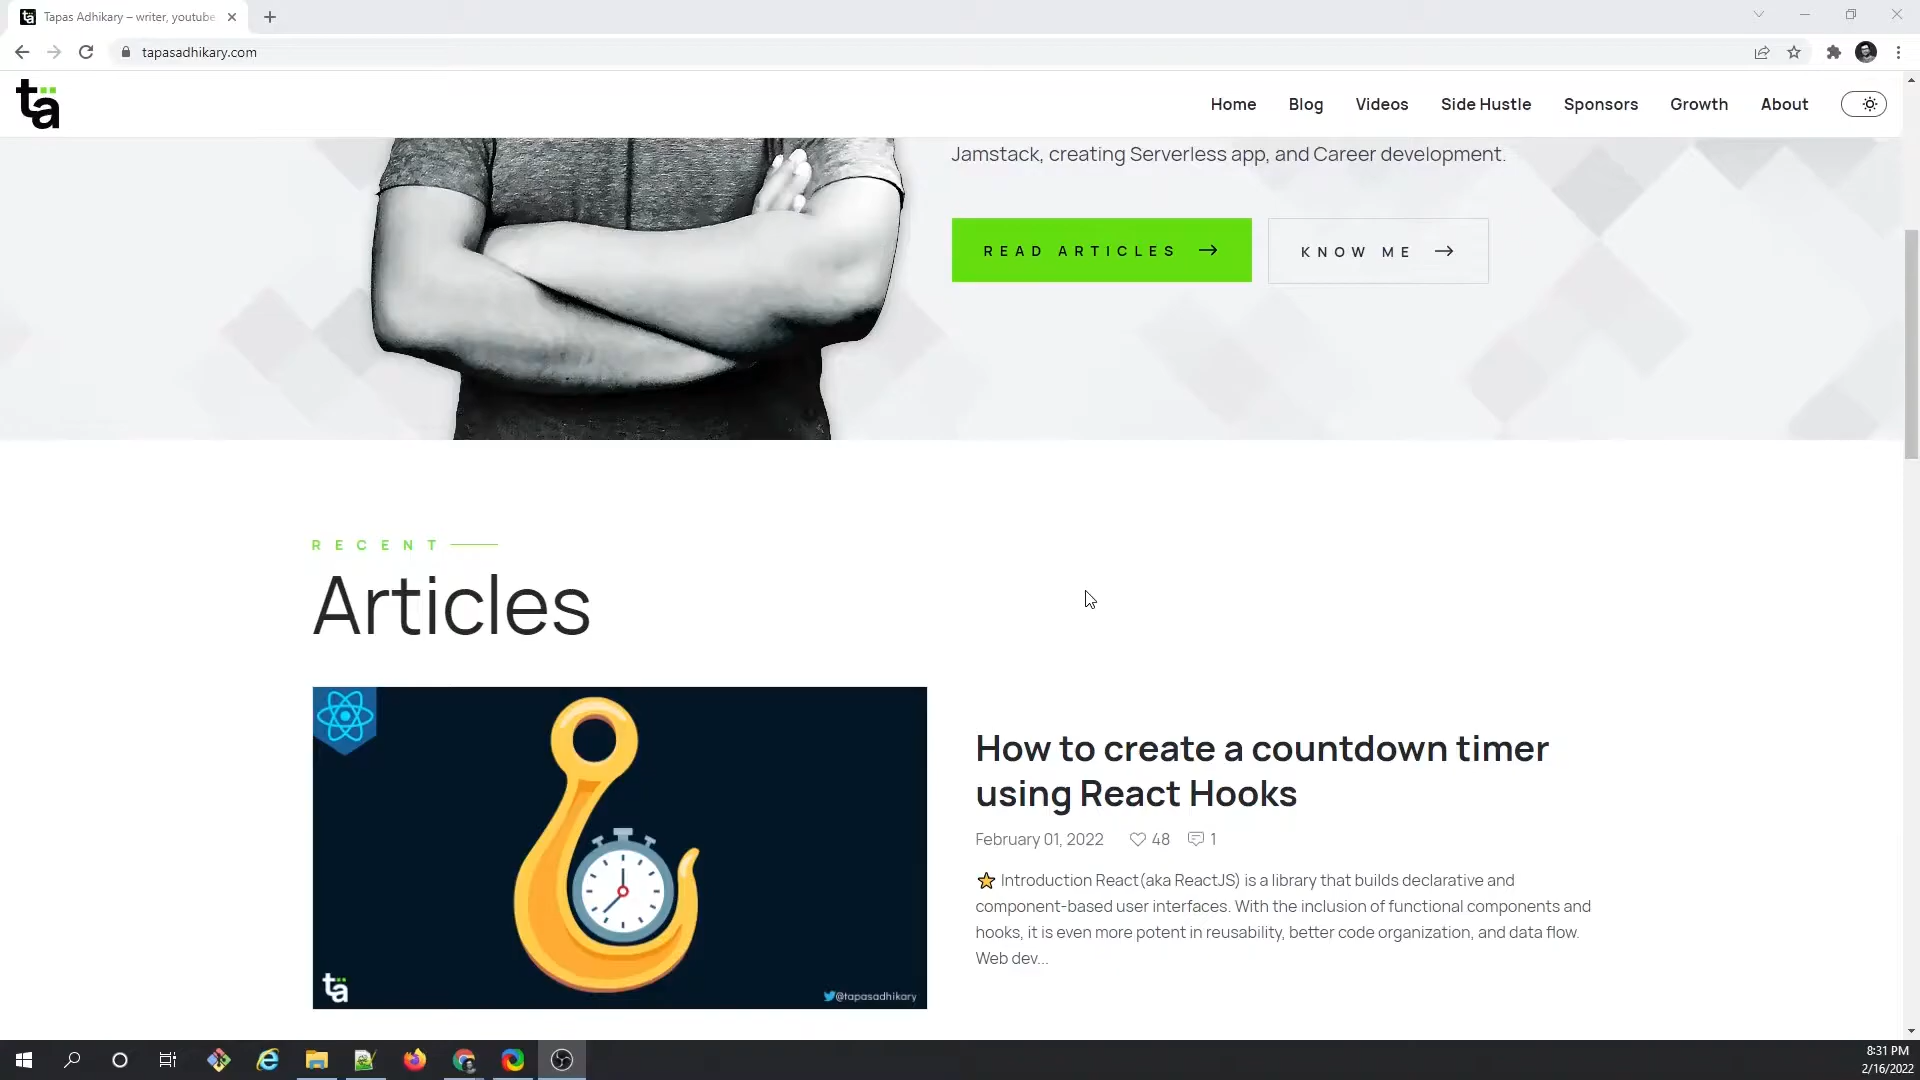 Tapas Adhikary – writer, youtube
tapasadhikary.com
ta
Home Blog Videos Side Hustle Sponsors Growth About
Jamstack, creating Serverless app, and Career development.
READ ARTICLES →
KNOW ME →
RECENT
Articles
How to create a countdown timer
using React Hooks
February 01, 2022 48 1
⭐ Introduction React(aka ReactJS) is a library that builds declarative and
component-based user interfaces. With the inclusion of functional components and
hooks, it is even more potent in reusability, better code organization, and data flow.
Web dev...
ta
@tapasadhikary
8:31 PM
2/16/2022